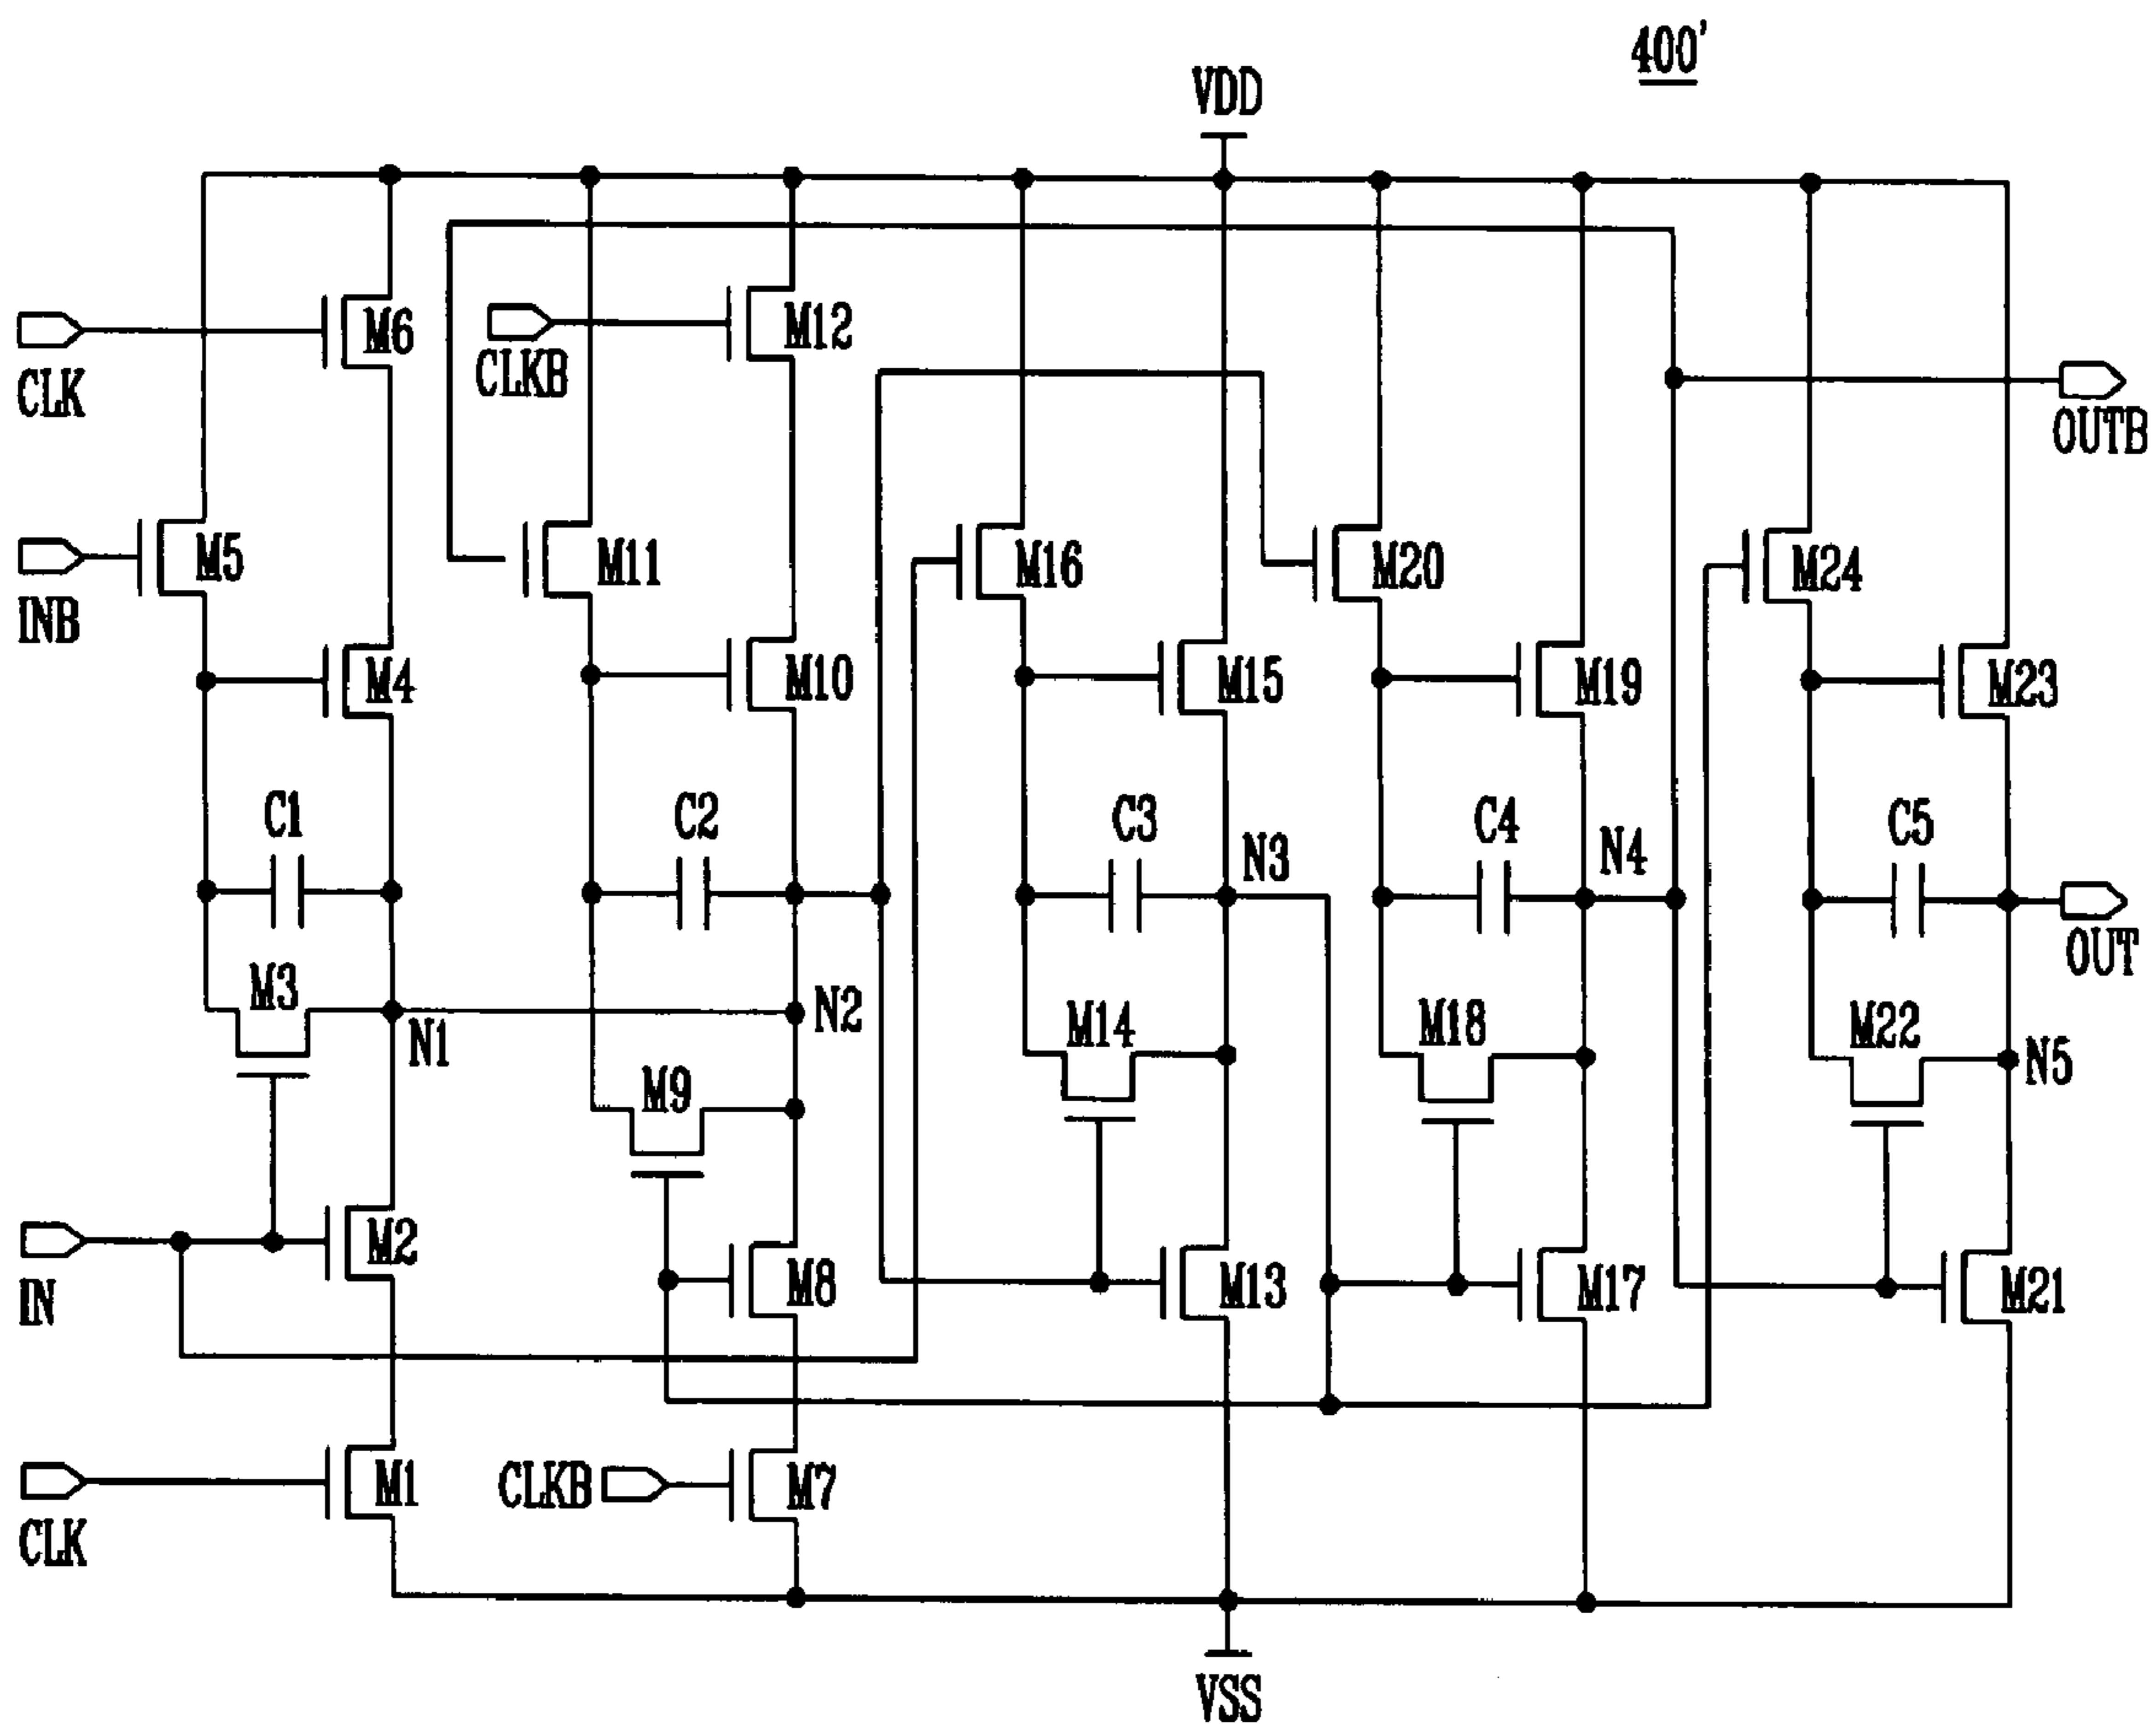 400'
VDD
CLK
M6
CLKB
M12
OUTB
INB
M5
M11
M16
M20
M24
M4
M10
M15
M19
M23
C1
C2
C3
N3
C4
N4
C5
OUT
M3
N1
N2
M9
M14
M18
M22
N5
IN
M2
M8
M13
M17
M21
CLK
M1
CLKB
M7
VSS